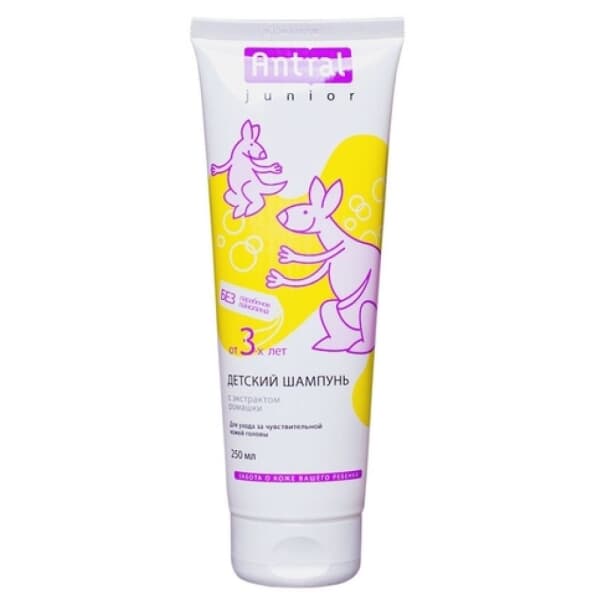 Antral
junior
БЕЗ парабенов
ланолина
от 3-х лет
ДЕТСКИЙ ШАМПУНЬ
с экстрактом
ромашки
Для ухода за чувствительной
кожей головы
250 мл
ЗАБОТА О КОЖЕ ВАШЕГО РЕБЕНКА